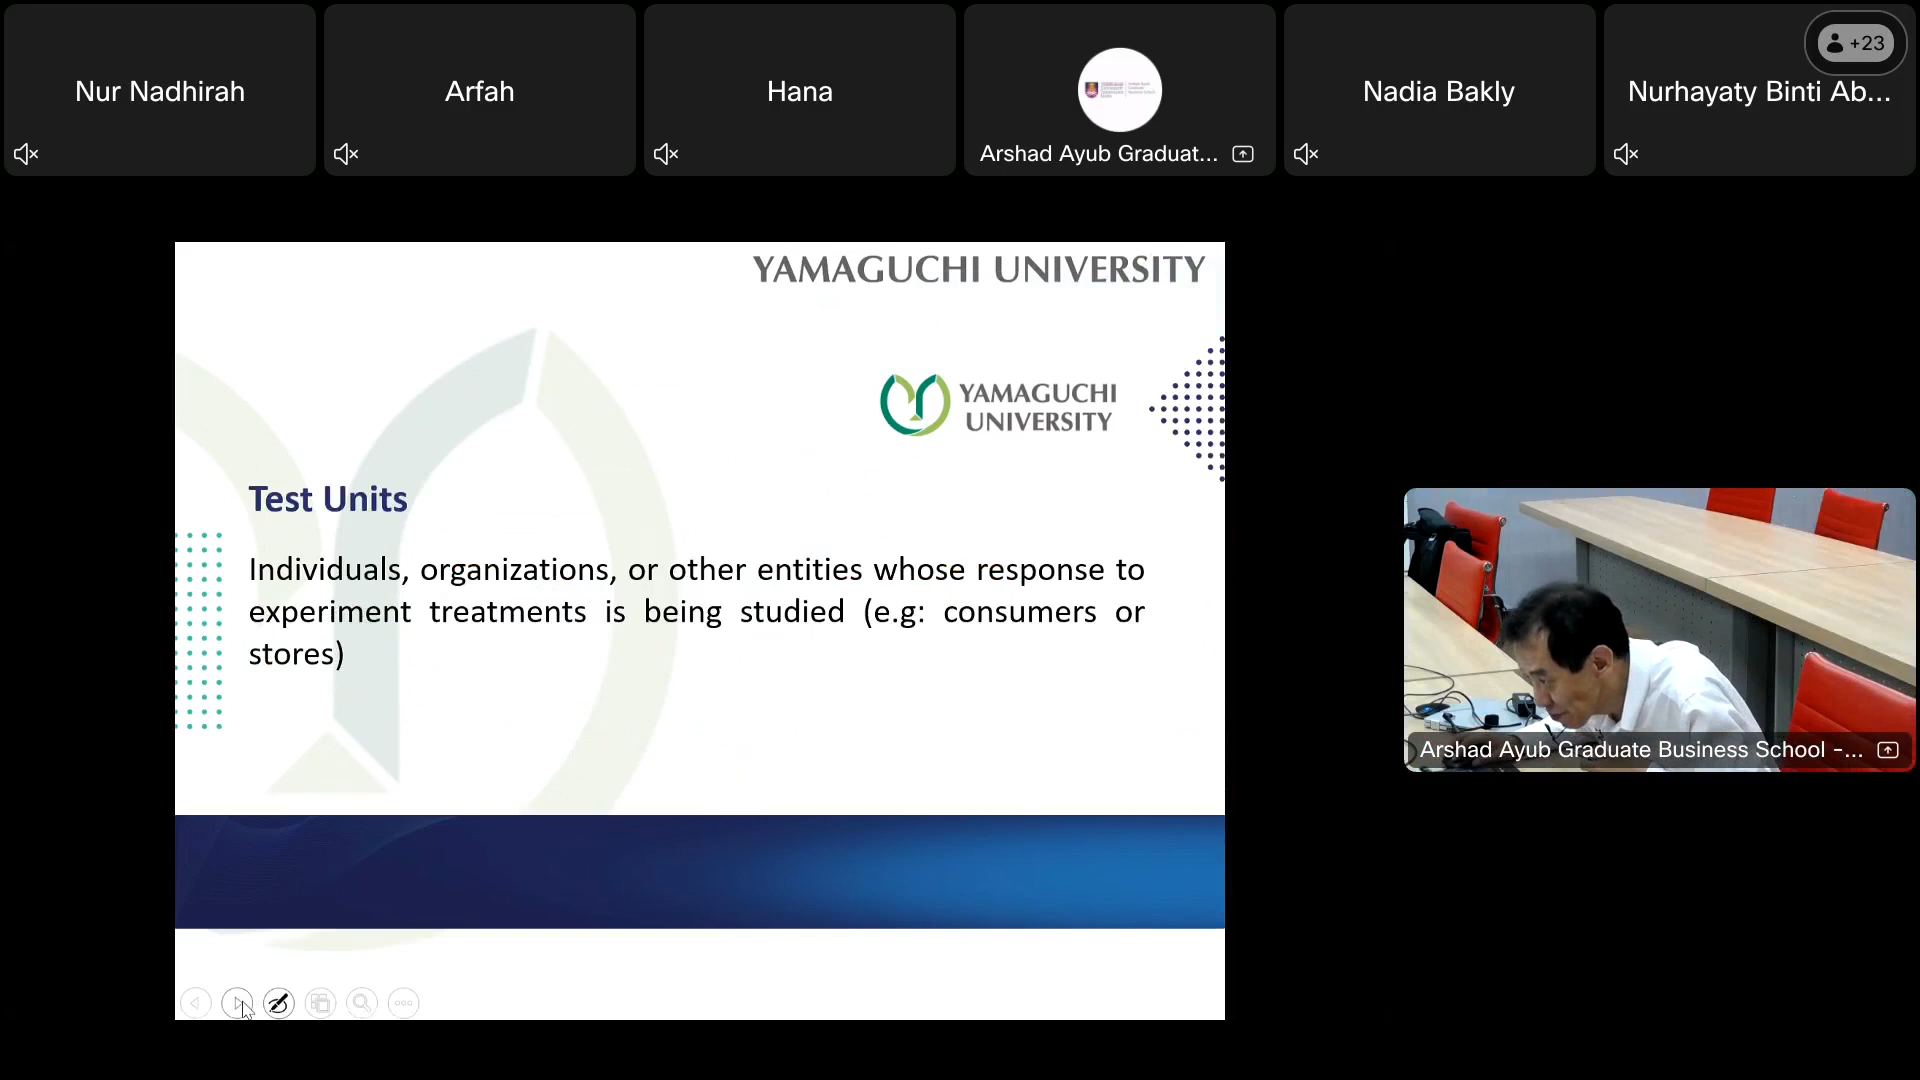 Nur Nadhirah
Arfah
Hana
Arshad Ayub Graduat...
Nadia Bakly
+23
Nurhayaty Binti Ab...
YAMAGUCHI UNIVERSITY
YAMAGUCHI
UNIVERSITY
Test Units
Individuals, organizations, or other entities whose response to
experiment treatments is being studied (e.g: consumers or
stores)
Arshad Ayub Graduate Business School -...